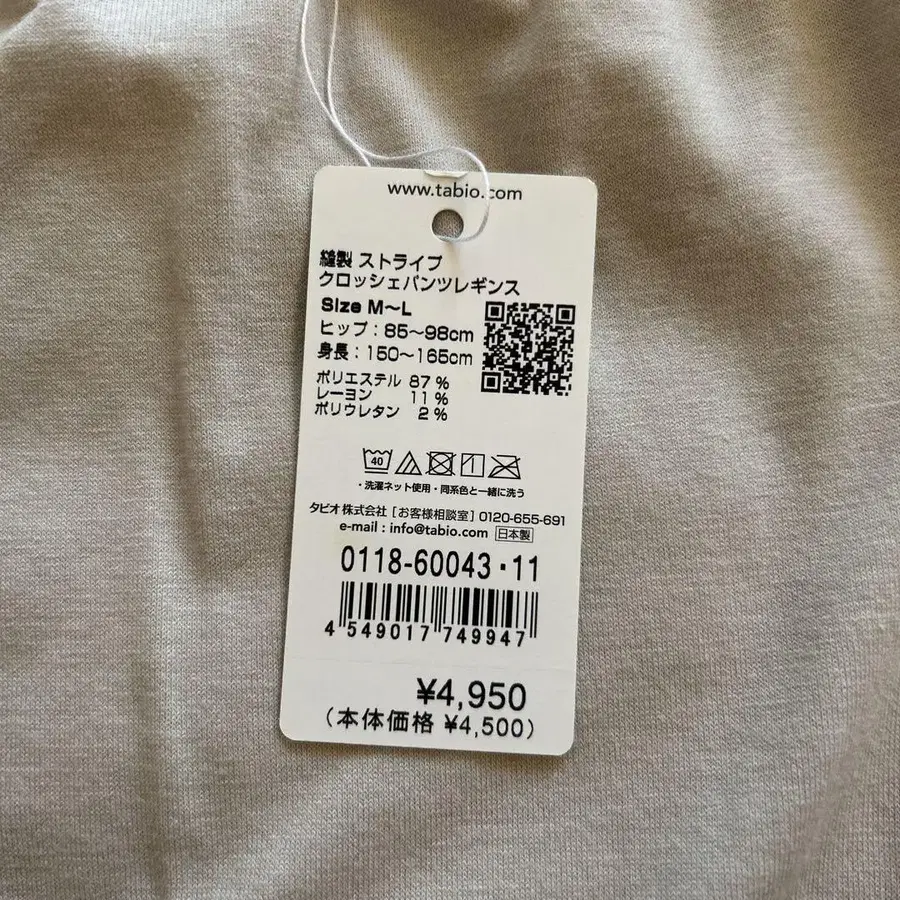 www.tabio.com
縫製 ストライプ
クロッシェパンツレギンス
Size M～L
ヒップ：85～98cm
身長：150～165cm
ポリエステル 87 %
レーヨン 11 %
ポリウレタン 2 %
40
1
・洗濯ネット使用・同系色と一緒に洗う
タビオ 株式会社 [お客様相談室] 0120-655-691
e-mail : info@tabio.com 日本製
0118-60043・11
4 549017 749947
¥4,950
(本体価格 ¥4,500)